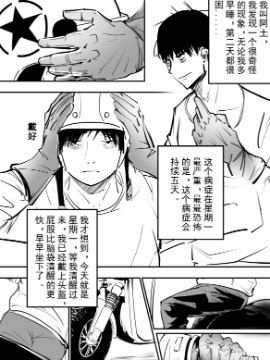 我叫阿土，
我发现一个很奇怪
的现象，无论我多
早睡，第二天都很
困……
戴好
这个病症在星期一
最严重，最最恐怖
的是，这个病症会
持续五天.
我才想到，今天就是
星期一，等我清醒过
来，我已经戴上头盔，
屁股比脑袋清醒的更
快，早早坐下了